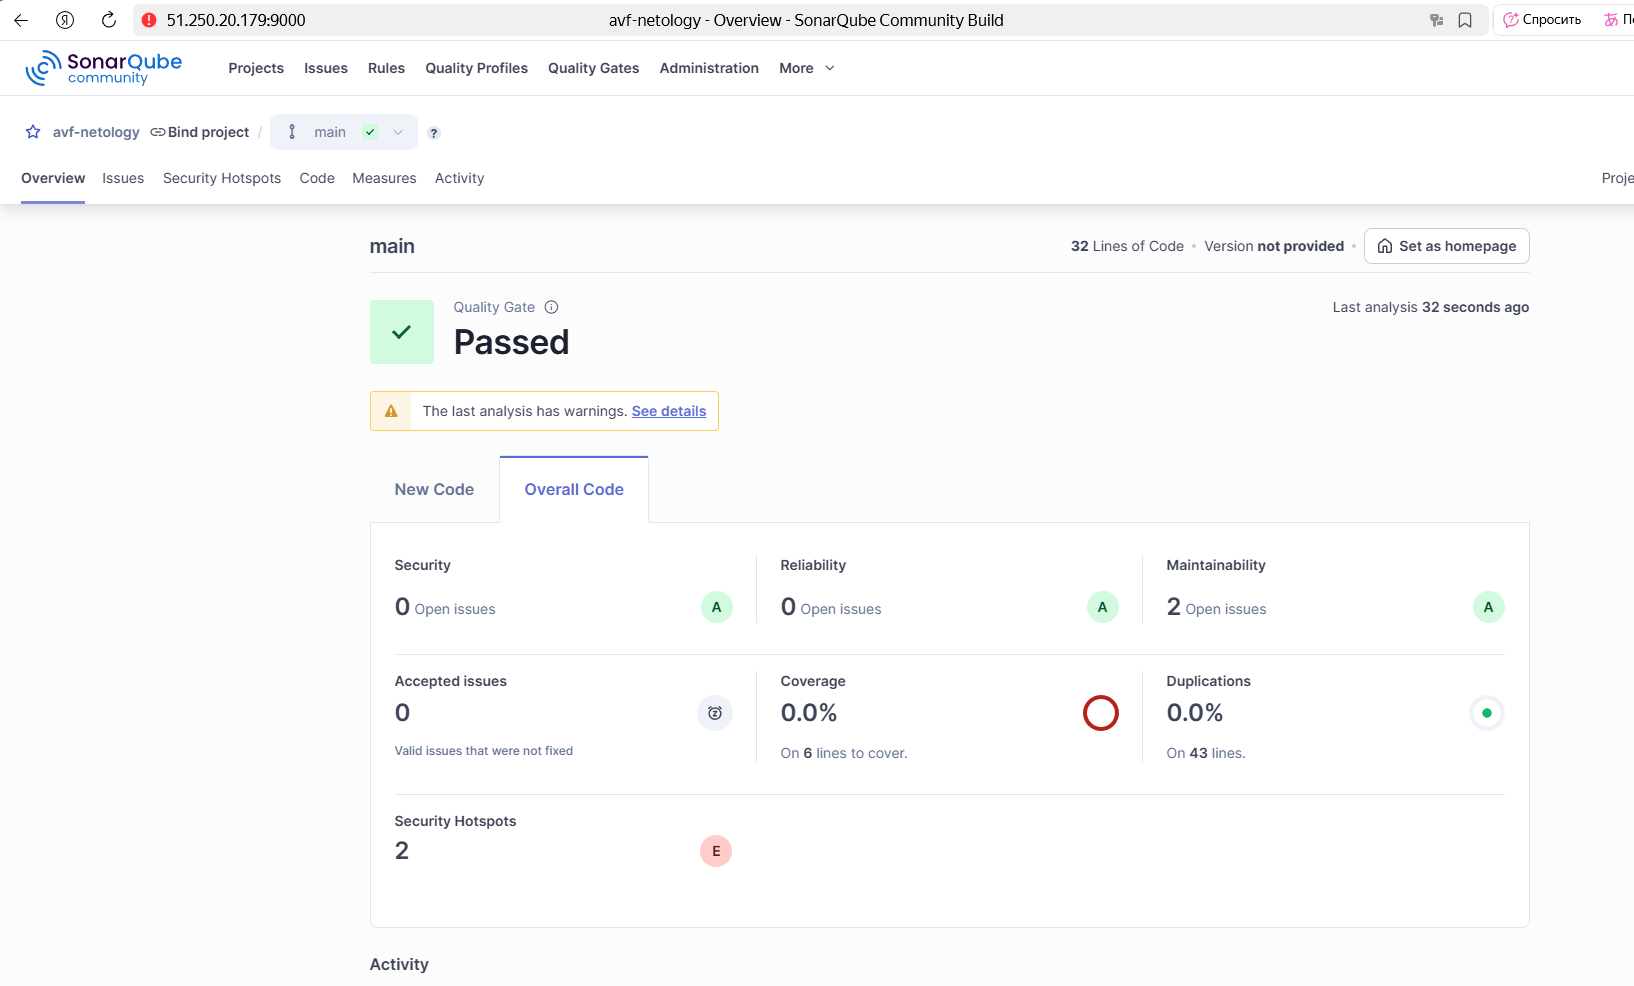 51.250.20.179:9000 avf-netology - Overview - SonarQube Community Build Спросить
SonarQube community Projects Issues Rules Quality Profiles Quality Gates Administration More
avf-netology Bind project / main ?
Overview Issues Security Hotspots Code Measures Activity Proje
main 32 Lines of Code • Version not provided • Set as homepage
Quality Gate Last analysis 32 seconds ago
Passed
The last analysis has warnings. See details
New Code Overall Code
Security Reliability Maintainability
0 Open issues A 0 Open issues A 2 Open issues A
Accepted issues Coverage Duplications
0 0.0% 0.0%
Valid issues that were not fixed On 6 lines to cover. On 43 lines.
Security Hotspots
2 E
Activity